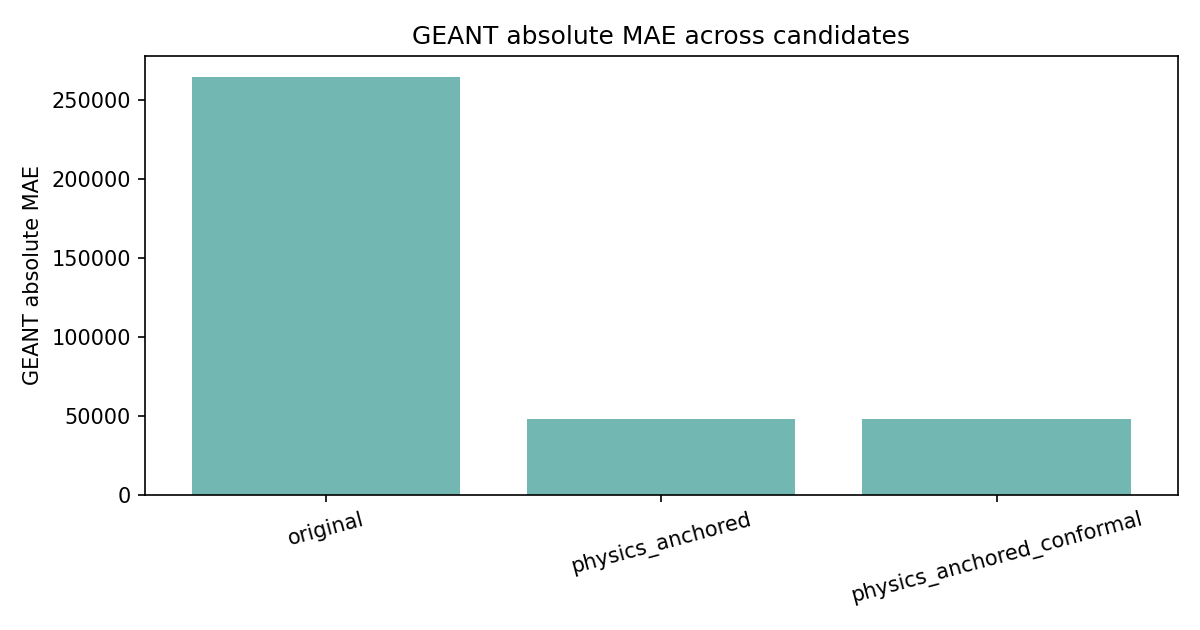 GEANT absolute MAE across candidates
GEANT absolute MAE
250000
200000
150000
100000
50000
0
original
physics_anchored
physics_anchored_conformal